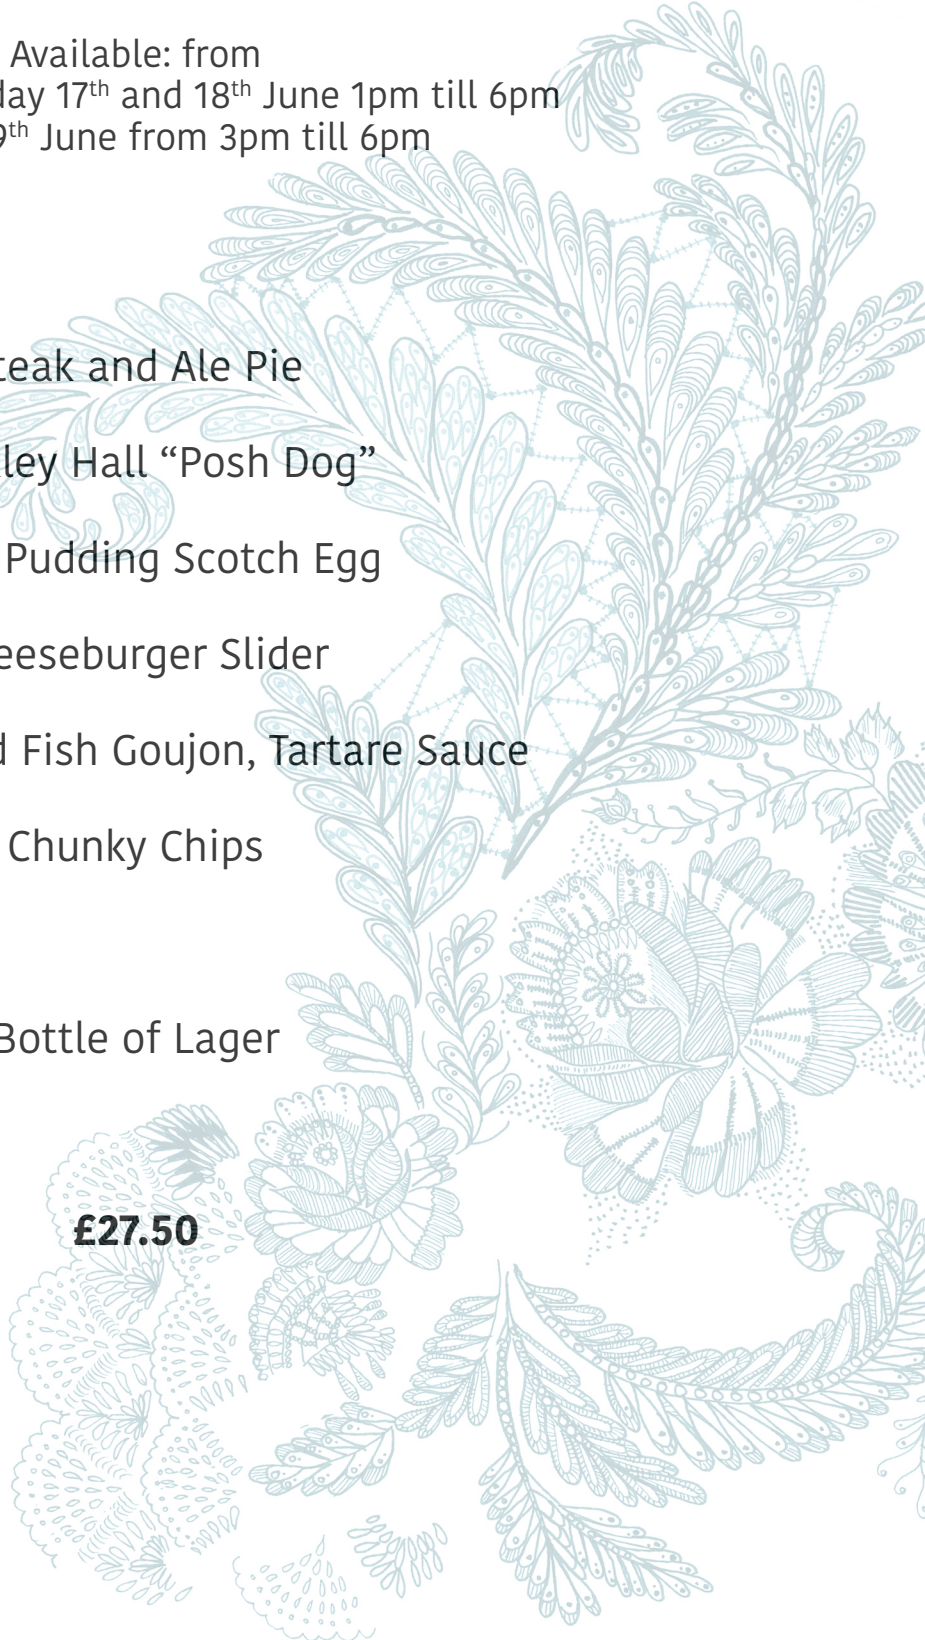 Available: from
day 17th and 18th June 1pm till 6pm
9th June from 3pm till 6pm
teak and Ale Pie
ley Hall “Posh Dog”
Pudding Scotch Egg
eeseburger Slider
d Fish Goujon, Tartare Sauce
Chunky Chips
Bottle of Lager
£27.50